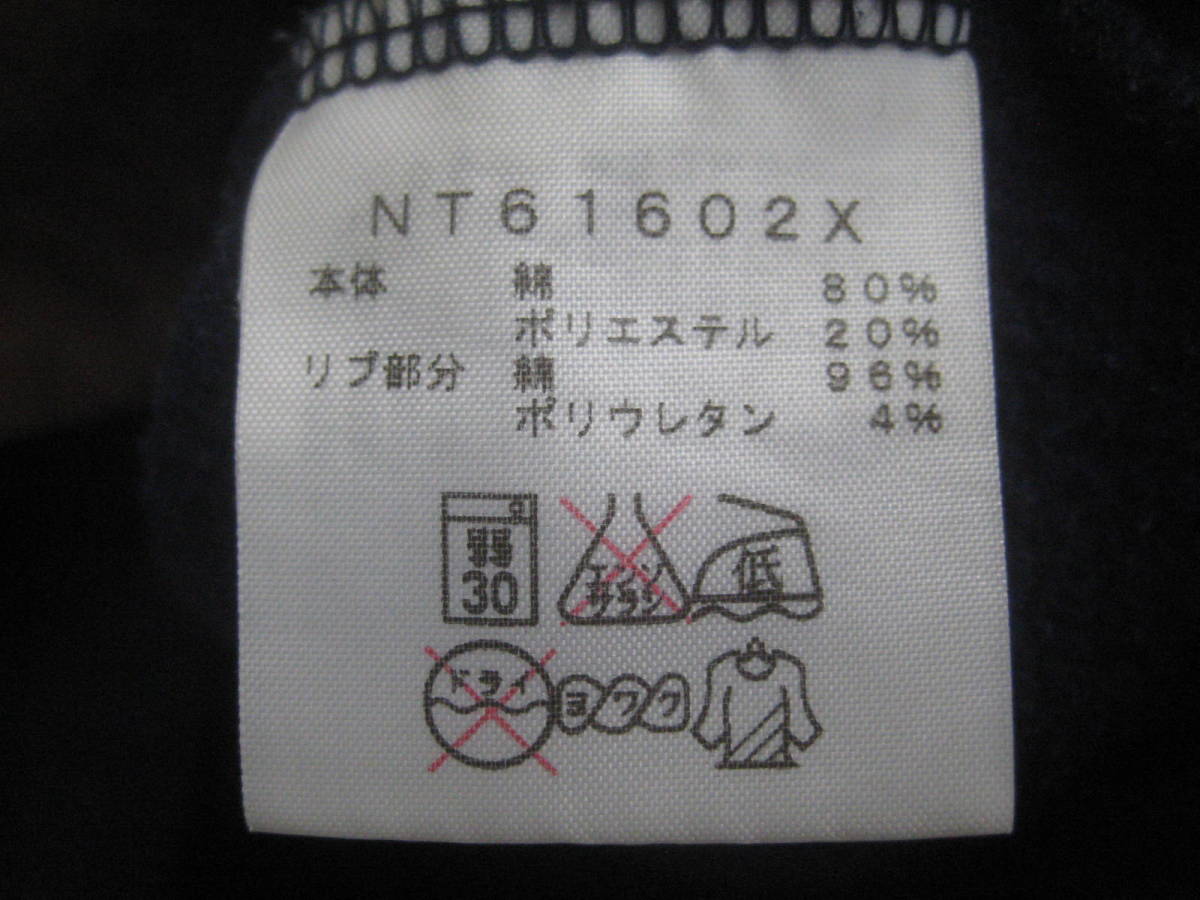 NT61602X
本体 綿 80%
ポリエステル 20%
リブ部分 綿 96%
ポリウレタン 4%
弱 30
エンソ サラシ
低
ドライ
ヨワク